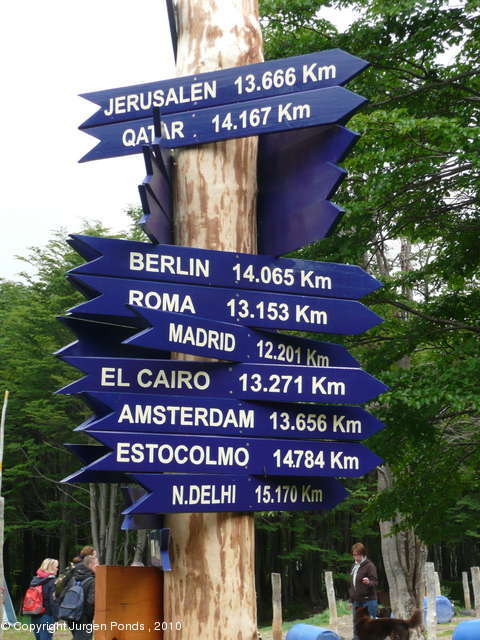 JERUSALEN 13.666 Km
QATAR . 14.167 Km
BERLIN 14.065 Km
ROMA 13.153 Km
MADRID 12.201 Km
EL CAIRO 13.271 Km
AMSTERDAM 13.656 Km
ESTOCOLMO 14.784 Km
N.DELHI 15.170 Km
©Copyright Jurgen Ponds , 2010